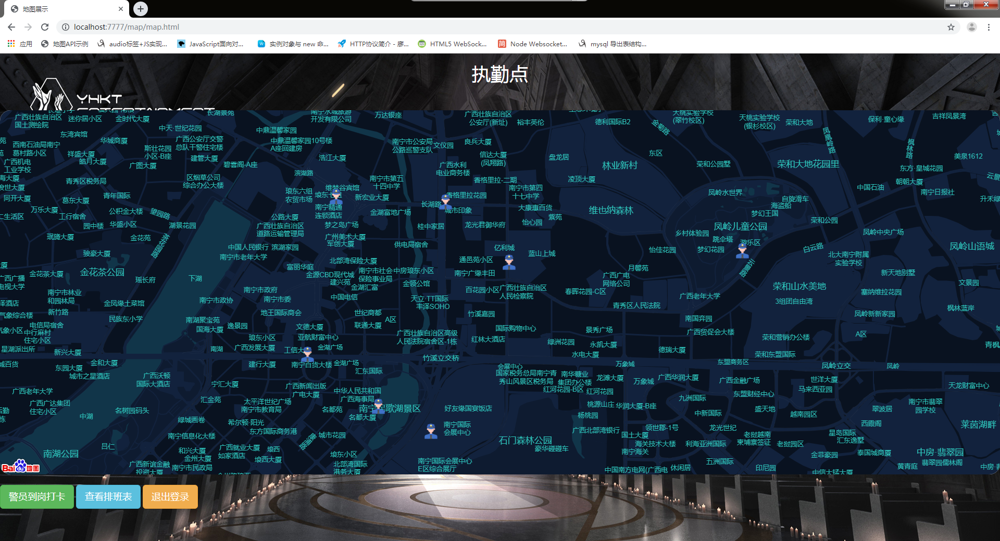 地图展示
localhost:7777/map/map.html
应用
地图API示例
audio标签+JS实现...
JavaScript面向对...
实例对象与 new 命...
HTTP协议简介 - 廖...
HTML5 WebSock...
Node Websocket...
mysql 导出表结构...
执勤点
YHKT
长湖景苑
南宁水城旅游
开发有限公司
万达银座
广西壮族自治区
公安厅(新址)
裕丰英伦
德利国际B2
金菊路
天桃实验学校
(翠竹校区)
天桃实验学校
(银杉校区)
荣和大地
保利·童心缘
吉祥凤景湾
广西壮族自治区
国土测绘院
迷你居小区
金时代大厦
中天·世纪花园
中鼎温馨家园
东湾宾馆
华城商厦
广西公安厅交警
总队干警住宅楼
中鼎温馨家园10号楼
A座回建房
南宁市公安局
公路巡警支队
文仪园
良兵大厦
凤凰岭路
枫林路
西南石油局南宁
葛村路小区
祥盛大厦
皓月大厦
斯壮花园
小区-B座
建管大厦
浩江大厦
信达大厦
(凤翔路)
盘龙居
东区
美泉1612
广西机电
工业学校
广图大厦
碧雲阁-A座
滨湖路
广西水利
电业商务楼
林业新村
荣和公园墅
荣和大地花园里
东方·皇城花园
青秀区税务局
区烟草公司
综合办公大楼
南宁市第五
十四中学
香格里拉-二期
凌顶大厦
朝朝大厦
维梦谷宾馆
琅东六组
农贸市场
新宏业大厦
香格里拉花园
南宁市第四
十七中学
凤岭水世界
中国石油
南宁日报社
同开大厦
葛东大厦
青年国际
长湖路
自旋滑车
海盗船
万乐大厦
工行宿舍
公积金大楼
望园路
公路大厦
南宁精通
连锁酒店
金湖富地广场
城市印象
大康惠百货
紫苑
维也纳森林
梦幻王国
园中楼
华盛小区
湖景花园
广西壮族自治区
道路运输管理局
梦之岛广场
桂中家居
龙光君御华府
怡心园
凤岭儿童公园
荣和公园
凤岭中央广场
珉旖大厦
金花苑
茶花园路
广州美术大厦
军创大厦
乡村体验园
跳伞塔
游乐区
骏豪大厦
中国人民银行
滨湖家园
供电局宿舍
亿利城
怡佳花园
梦幻花园
白云路
凤岭山语城
南宁市老年大学
北部湾保险大厦
通邑苑小区
蓝山上城
北大南宁附属
实验学校
金花茶大厦
金花茶公园
富丽华庭
南宁市社会
保险事业局
中房琅东小区
南宁广缘丰田
月馨苑
云景路
新天地别墅
瑶长府
下湖
金源CBD现代城
建兴苑
金湖汇富
金领公馆
广西广电
网络公司
荣和山水美地
文景园
南宁市林业
和园林局
南宁市政府
百花园小区
广西壮族自治区
人民检察院
春晖花园-C区
塞纳维拉花园
金凤缘土菜馆
南宁市政协
南宁市委
中国电信
天立·TT国际
丰泽SOHO
青秀区人民法院
广西老年大学
3组团自由湾
新竹路
民族东小学
南湖聚宝苑
地王国际商会
世纪商都
A区
竹溪嘉园
南国弈园
凤岭新新家园
枫林蓝岸
电信局宿舍
中行麻村
住宅小区
国海大厦
逸景园
文德大厦
联通大厦
国际购物中心
景秀广场
广西贸促会大楼
A区
琅东小区
亚航财富中心
广西壮族自治区高级
人民法院宿舍区-1栋
红林大酒店
绿洲花园
永凯大厦
荣和营销办公楼
星湖派出所
新兴大厦
南湖
广西发展大厦
金湖广场
水电大厦
德瑞大厦
荣和东盟国际
金和大厦
建行大厦
南宁百货大楼
金湖广场
竹溪立交桥
万象城
东盟商务区
凤岭立交
凤岭
东园大厦
城市之星酒店
广西沃顿
国际大酒店
汇东国际
会展中心
国家税务总局南宁青
秀山风景区税务局
南华糖业
集团办公楼
龙滩大厦
万象城
广西华润大厦
广西金融广场
世洋大厦
广西老年大学
宁汇大厦
广西新闻出版
广电大厦
中华人民共和国
广西海事局
红河花园-B区
红河花园
东盟财经中心
马来西亚园
天龙财富中心
广西广达集团
住宅小区
汇金苑
太平洋世纪广场
南宁市教育局
名都苑
名都大厦
好友缘国宴饭店
桃源山庄
华润大厦-B座
九洲国际
盛天地
翠波居
南宁市翡翠
园学校
中湖
名树园码头
绿城画卷
希尔顿·阳光
杨桃园
中新国际
越南园区
西霞阁
莱茵湖畔
南宁信息化大楼
东方国际商务港
城市花园
南宁国际
会展中心
广西北部湾银行
领世郡-1号
国土大厦
龙光世纪
老挝越南
柬埔寨签证
星岛国际
汇东逸墅
南湖公园
吕仁
和兴大厦
金州大厦
广西就业大厦
如家酒店
埌西
埌西大厦
琅东小区
石门森林公园
豪华碰碰车
海关技术大楼
南宁海关
利海亚洲国际
老挝园区
金菲豪园
泰国城商厦
中房·翡翠园
翡翠园儒林阁
广西新谊金融
投资大厦
南宁市民政局
北部湾国际
港务大厦
南宁国际会展中心
E区综合展厅
中国南方电网(广西电
休闲居
五洲国际
印尼园
中信大锰大厦
黄青庭
Bai du 地图
警员到岗打卡
查看排班表
退出登录